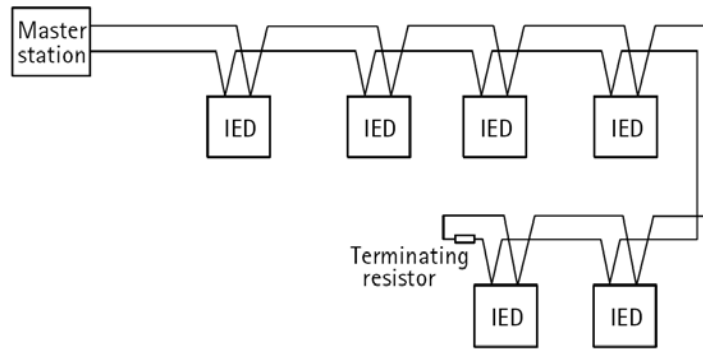 Master
station
IED
IED
IED
IED
Terminating
resistor
IED
IED